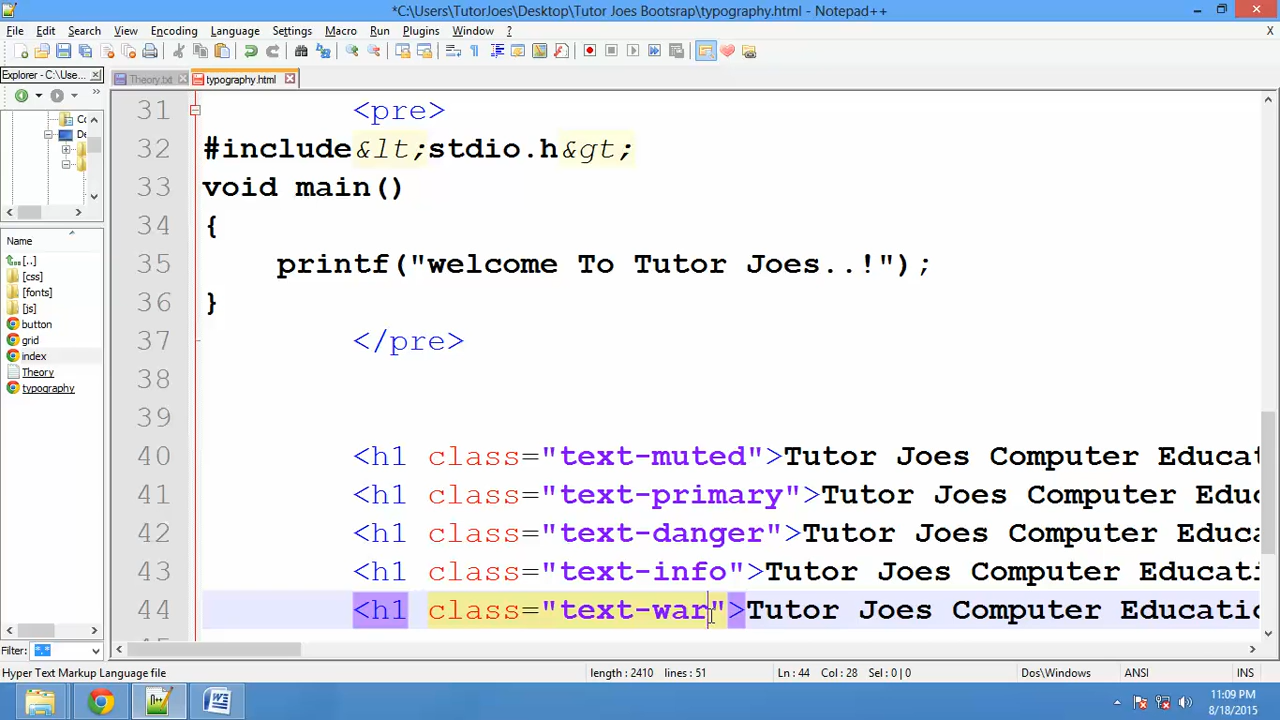 *C:\Users\TutorJoes\Desktop\Tutor Joes Bootsrap\typography.html - Notepad++
File Edit Search View Encoding Language Settings Macro Run Plugins Window ? X
Explorer - C:\Use...
Theory.txt typography.html
31 <pre>
32 #include&lt;stdio.h&gt;
33 void main()
34 {
35 printf("welcome To Tutor Joes..!");
36 }
37 </pre>
38
39
40 <h1 class="text-muted">Tutor Joes Computer Educat
41 <h1 class="text-primary">Tutor Joes Computer Educ
42 <h1 class="text-danger">Tutor Joes Computer Educa
43 <h1 class="text-info">Tutor Joes Computer Educati
44 <h1 class="text-war">Tutor Joes Computer Educatio
Name
[..]
[css]
[fonts]
[js]
button
grid
index
Theory
typography
Filter: *.*
Hyper Text Markup Language file length : 2410 lines : 51 Ln : 44 Col : 28 Sel : 0 | 0 Dos\Windows ANSI INS
11:09 PM
8/18/2015